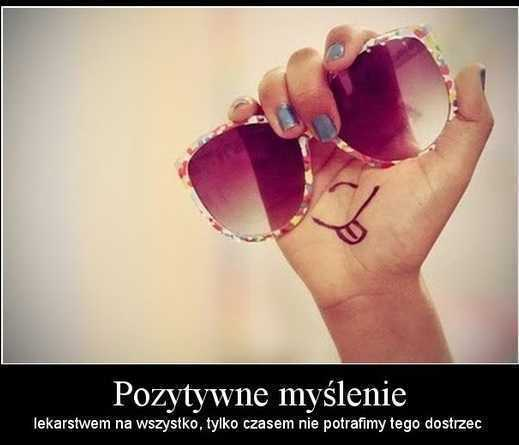 Pozytywne myślenie
lekarstwem na wszystko, tylko czasem nie potrafimy tego dostrzec